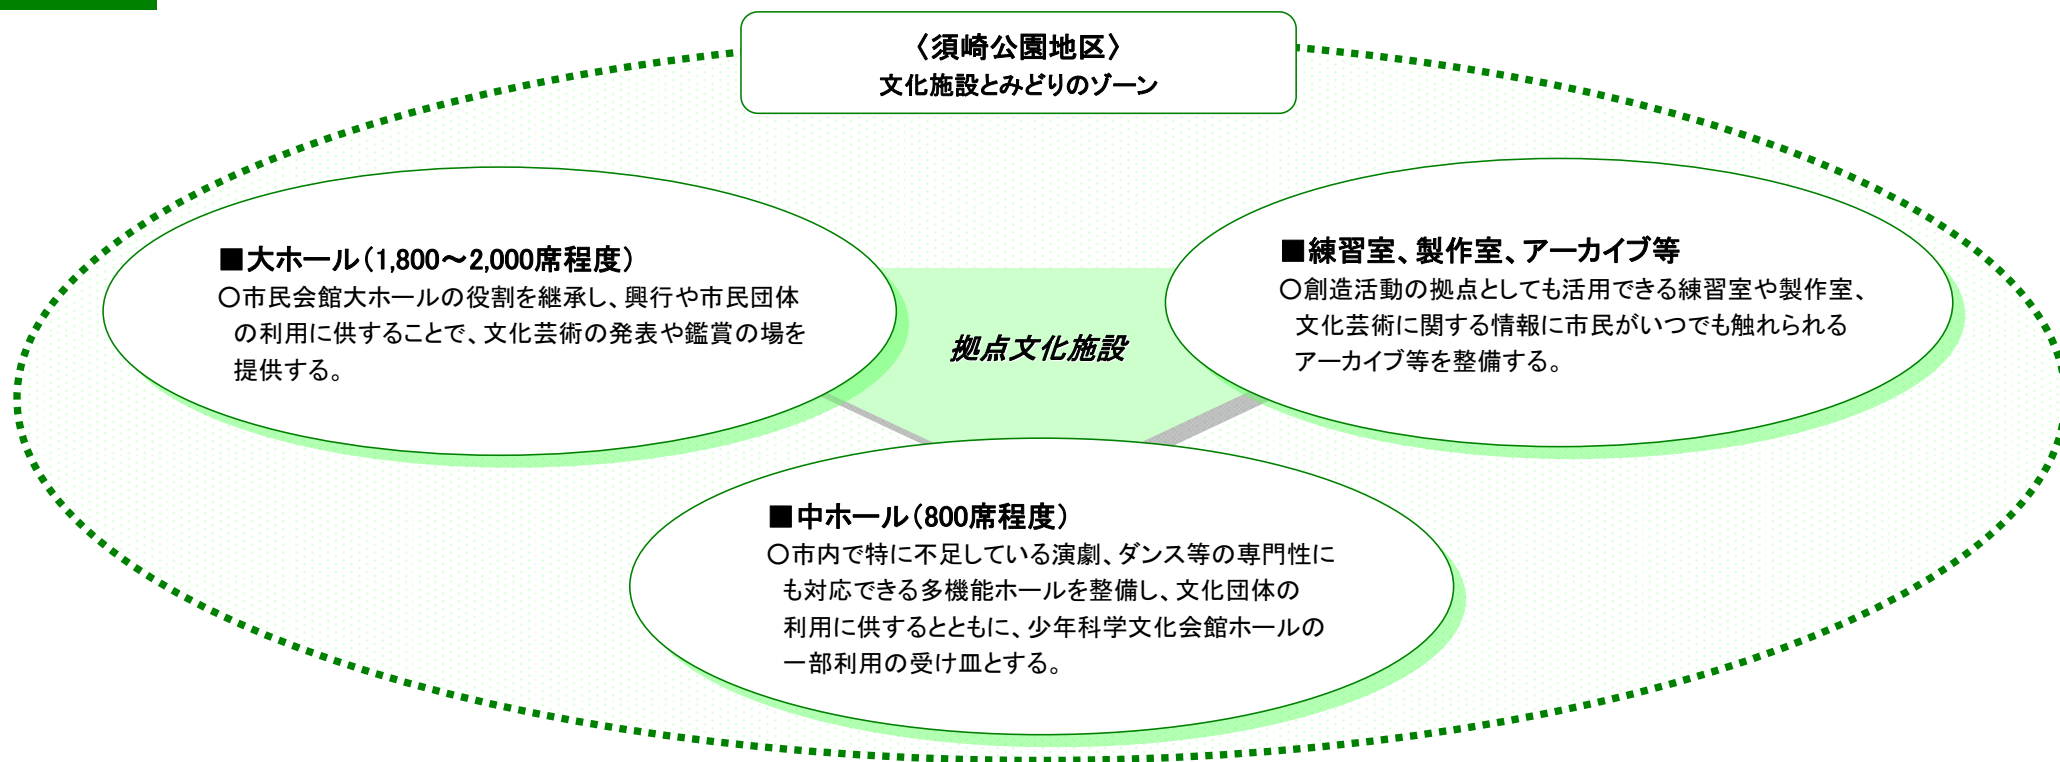 〈須崎公園地区〉
文化施設とみどりのゾーン
■大ホール（1,800～2,000席程度）
○市民会館大ホールの役割を継承し、興行や市民団体
の利用に供することで、文化芸術の発表や鑑賞の場を
提供する。
拠点文化施設
■練習室、製作室、アーカイブ等
○創造活動の拠点としても活用できる練習室や製作室、
文化芸術に関する情報に市民がいつでも触れられる
アーカイブ等を整備する。
■中ホール（800席程度）
○市内で特に不足している演劇、ダンス等の専門性に
も対応できる多機能ホールを整備し、文化団体の
利用に供するとともに、少年科学文化会館ホールの
一部利用の受け皿とする。